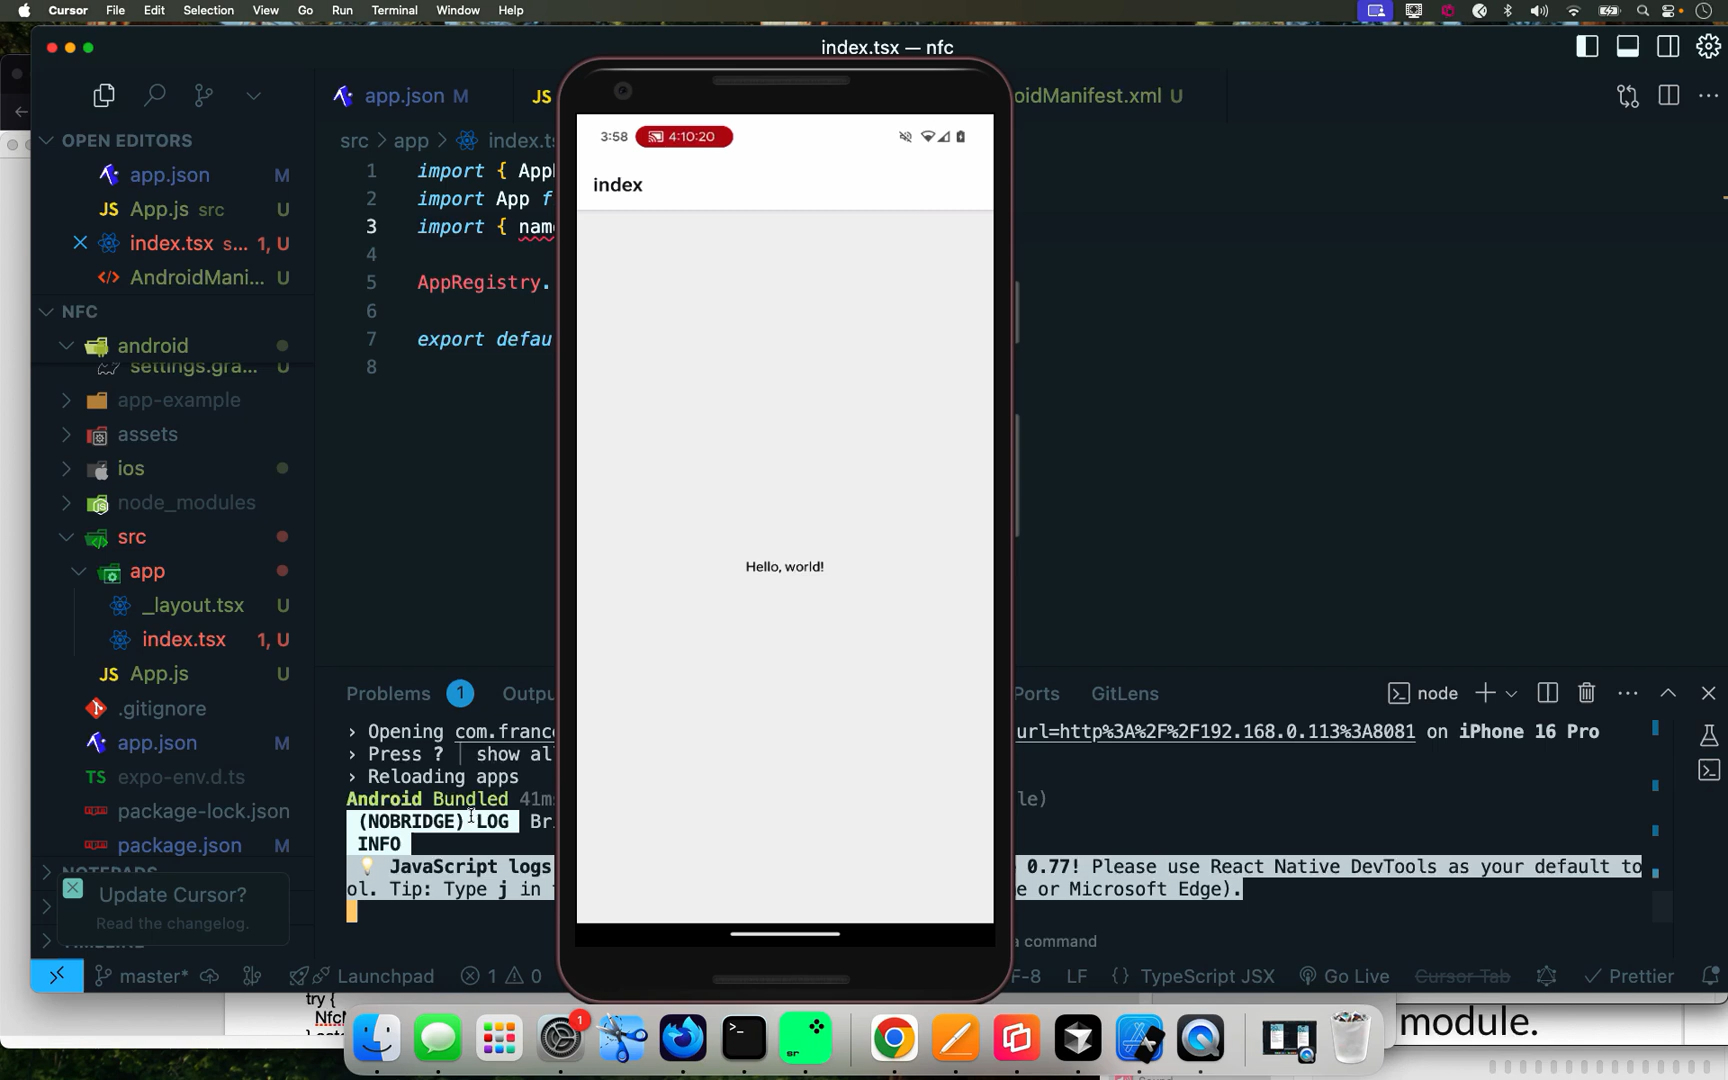 Cursor File Edit Selection View Go Run Terminal Window Help
index.tsx — nfc
app.json M
JS
oidManifest.xml U
OPEN EDITORS
app.json M
JS App.js src U
index.tsx s... 1, U
AndroidMani... U
NFC
android
settings.gra... U
app-example
assets
ios
node_modules
src
app
_layout.tsx U
index.tsx 1, U
JS App.js U
.gitignore
app.json M
TS expo-env.d.ts
package-lock.json
package.json M
Update Cursor?
Read the changelog.
src > app > index.ts
1 import { App
2 import App f
3 import { nam
4
5 AppRegistry.
6
7 export defau
8
3:58 4:10:20
index
Hello, world!
Problems 1 Outpu
Ports GitLens
node
› Opening com.france
url=http%3A%2F%2F192.168.0.113%3A8081 on iPhone 16 Pro
› Press ? │ show al
› Reloading apps
Android Bundled 41ms
le)
(NOBRIDGE) LOG Br
INFO
💡 JavaScript logs
0.77! Please use React Native DevTools as your default to
ol. Tip: Type j in
e or Microsoft Edge).
a command
master* Launchpad 1 0
F-8 LF {} TypeScript JSX Go Live Cursor Tab Prettier
try {
module.
1
sr